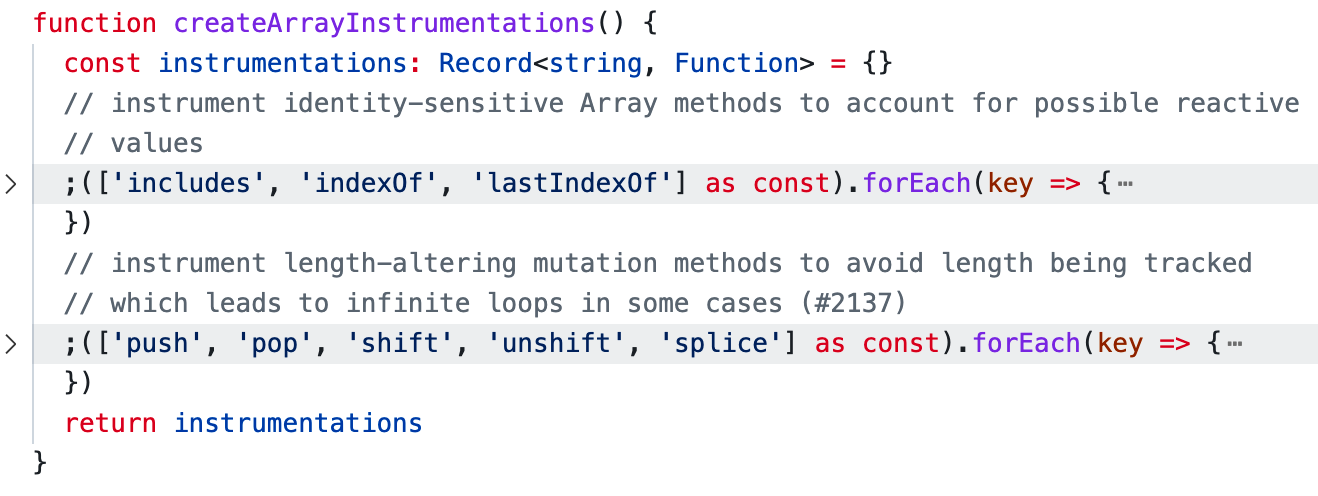 function createArrayInstrumentations() {
  const instrumentations: Record<string, Function> = {}
  // instrument identity-sensitive Array methods to account for possible reactive
  // values
  ;(['includes', 'indexOf', 'lastIndexOf'] as const).forEach(key => {⋯
  })
  // instrument length-altering mutation methods to avoid length being tracked
  // which leads to infinite loops in some cases (#2137)
  ;(['push', 'pop', 'shift', 'unshift', 'splice'] as const).forEach(key => {⋯
  })
  return instrumentations
}